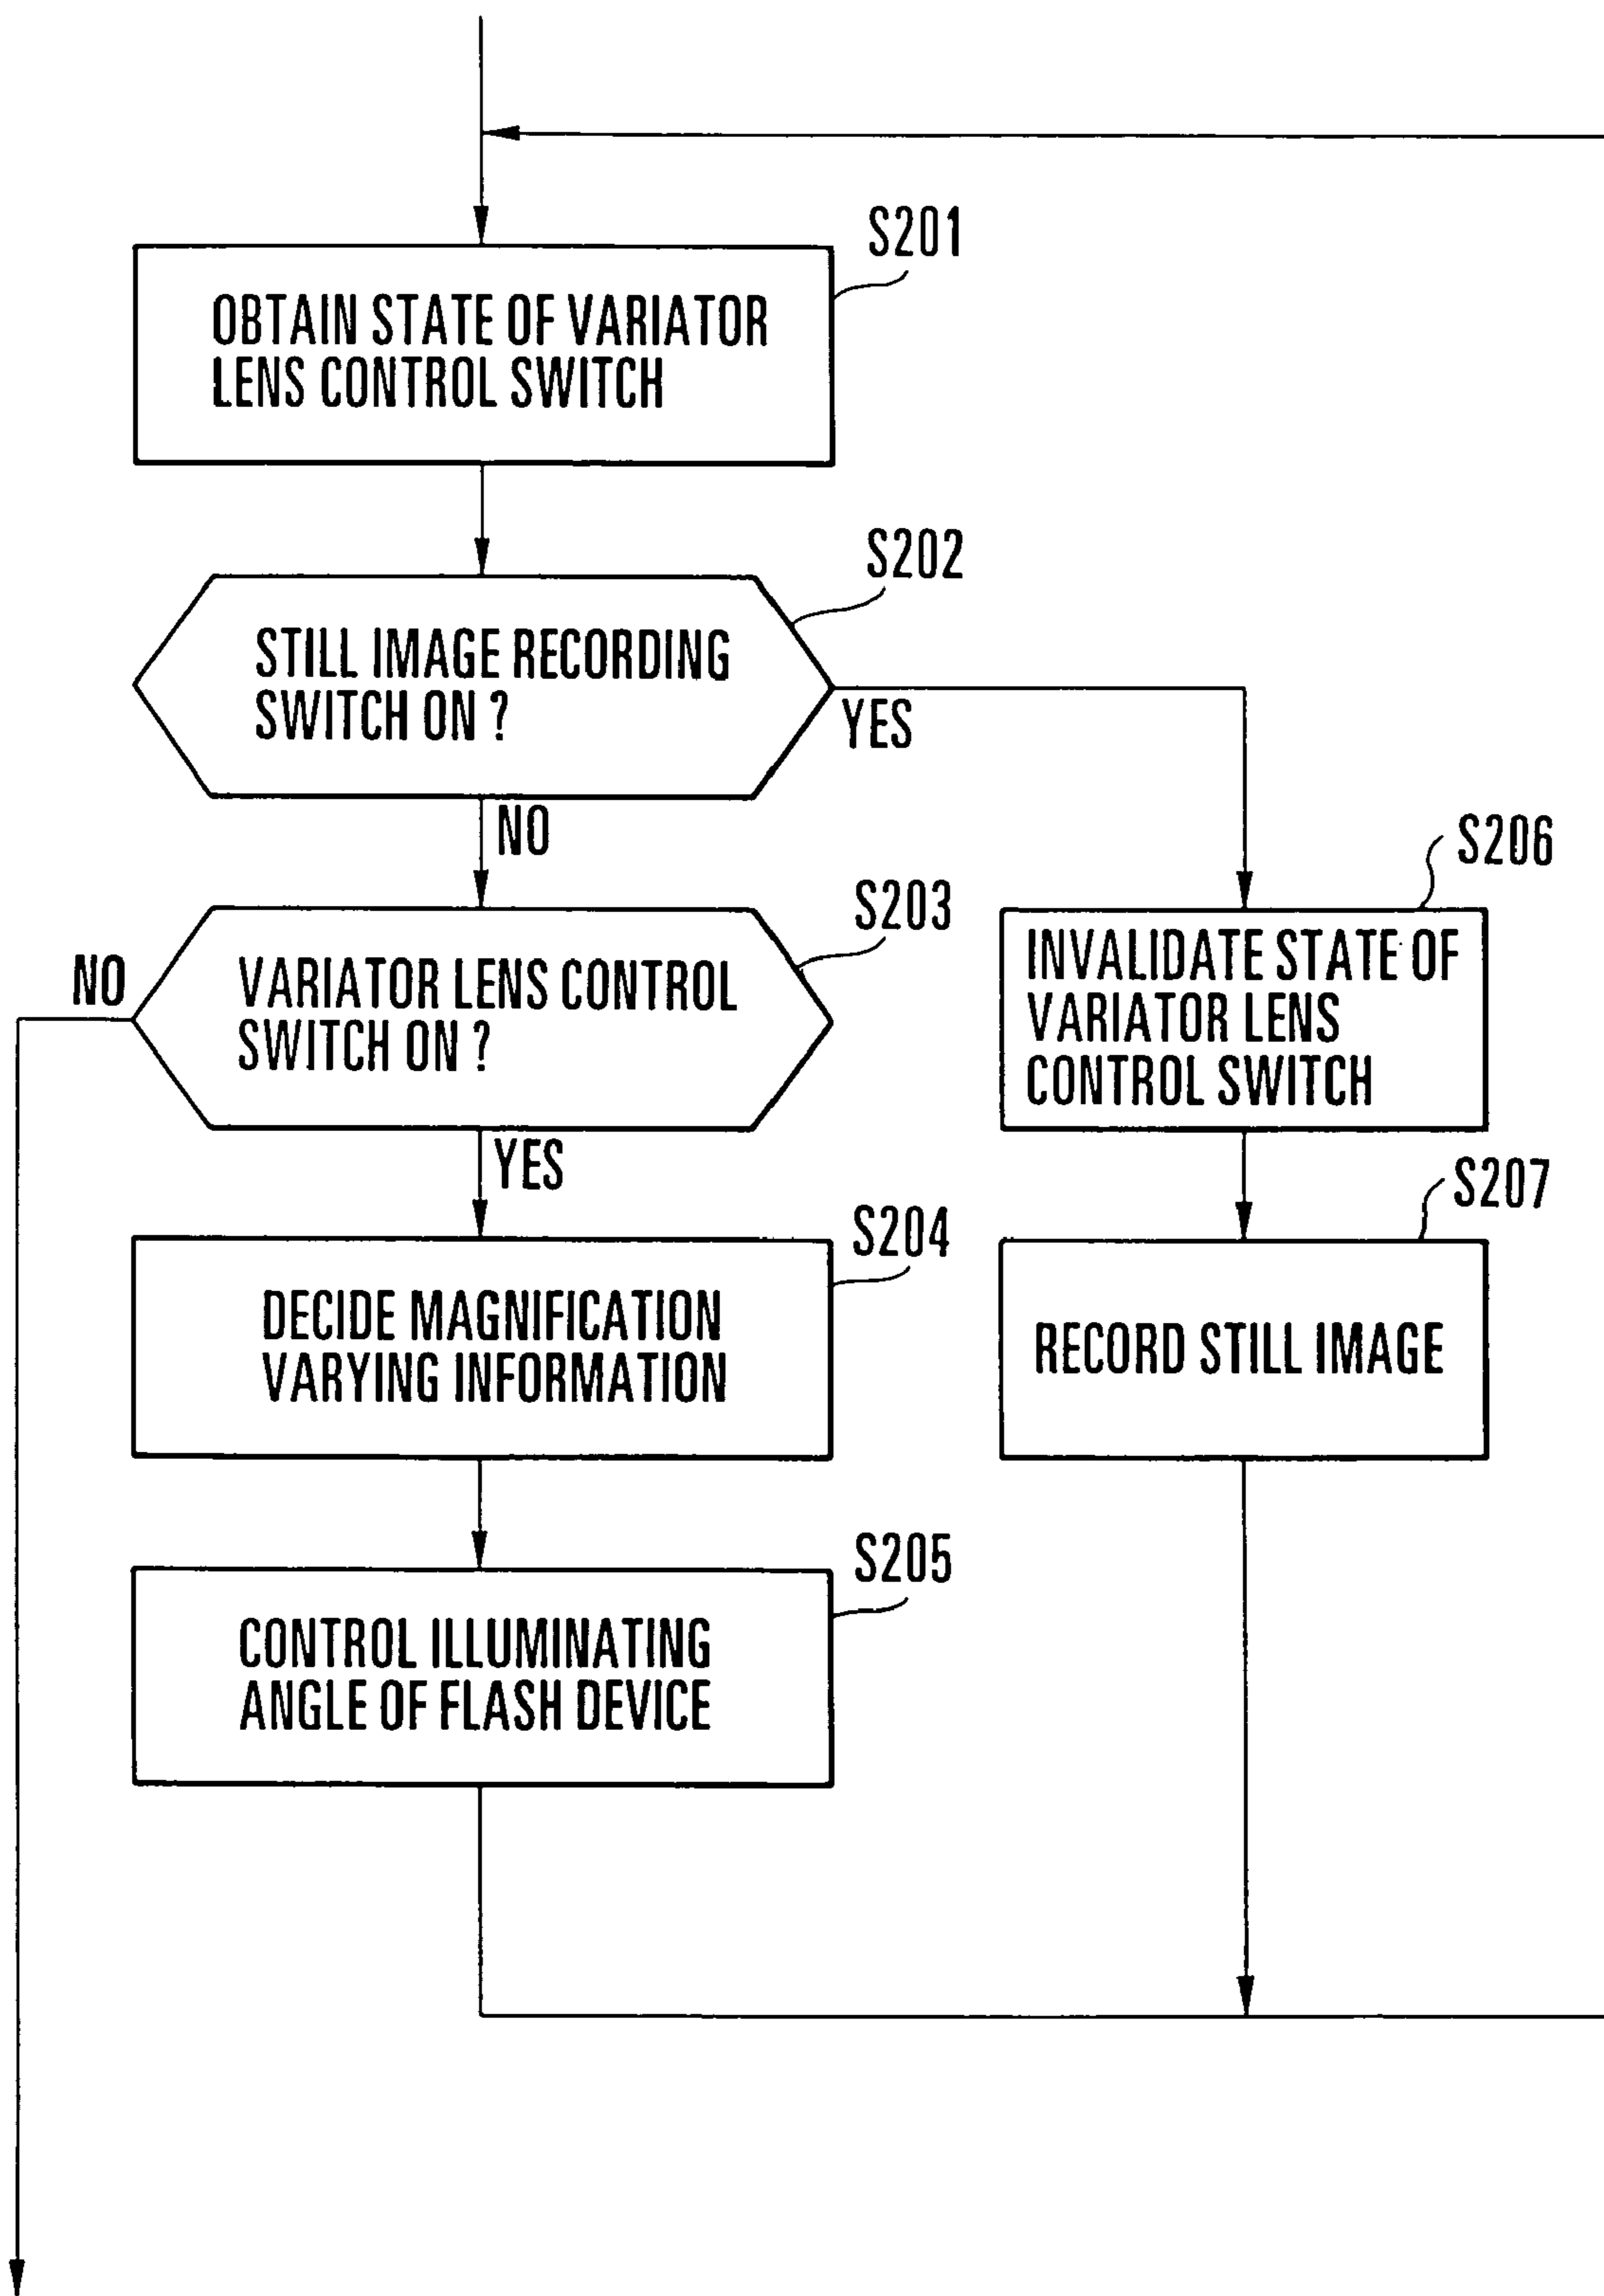 S201
OBTAIN STATE OF VARIATOR
LENS CONTROL SWITCH
S202
STILL IMAGE RECORDING
SWITCH ON ?
YES
NO
S203
NO
VARIATOR LENS CONTROL
SWITCH ON ?
YES
S204
DECIDE MAGNIFICATION
VARYING INFORMATION
S205
CONTROL ILLUMINATING
ANGLE OF FLASH DEVICE
S206
INVALIDATE STATE OF
VARIATOR LENS
CONTROL SWITCH
S207
RECORD STILL IMAGE